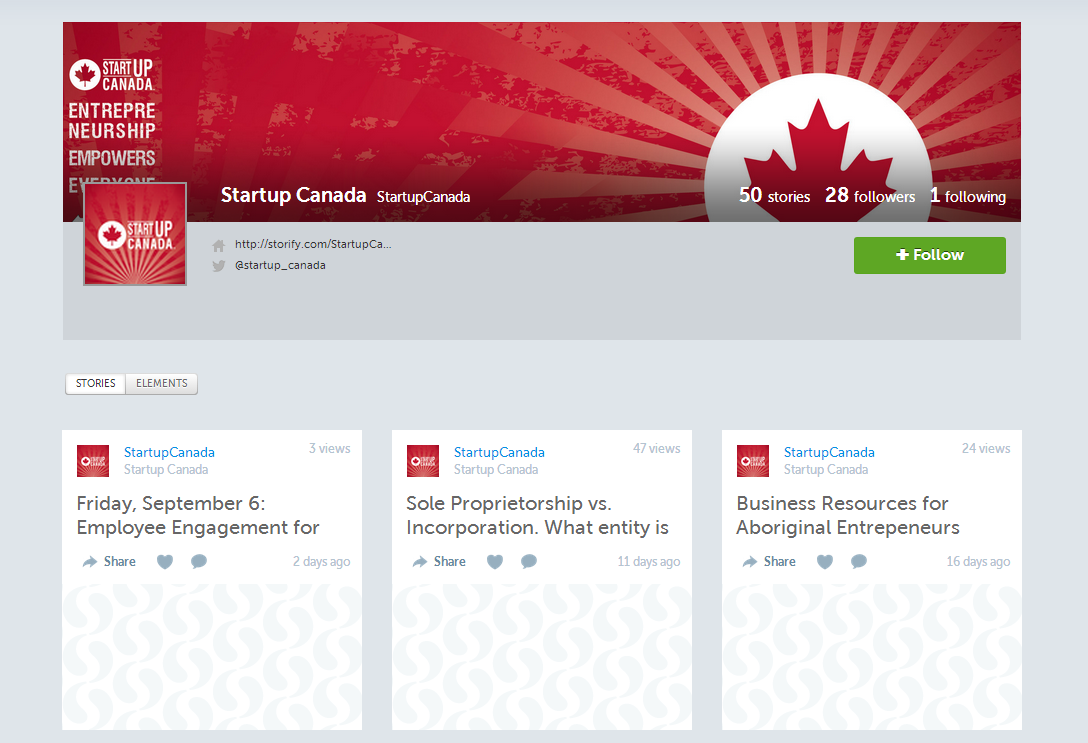 START UP
CANADA
ENTREPRE
NEURSHIP
EMPOWERS
EVERYONE
START UP
CANADA
Startup Canada StartupCanada
50 stories 28 followers 1 following
http://storify.com/StartupCa...
@startup_canada
+ Follow
STORIES ELEMENTS
StartupCanada
Startup Canada
3 views
Friday, September 6:
Employee Engagement for
Share
2 days ago
StartupCanada
Startup Canada
47 views
Sole Proprietorship vs.
Incorporation. What entity is
Share
11 days ago
StartupCanada
Startup Canada
24 views
Business Resources for
Aboriginal Entrepeneurs
Share
16 days ago